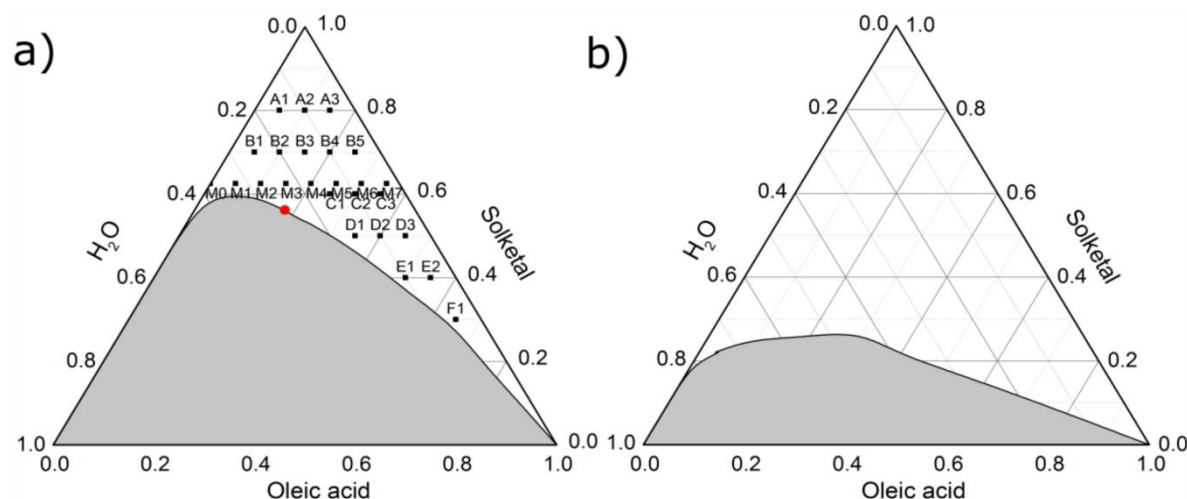 a)
0.0 1.0
0.2 A1 A2 A3 0.8
B1 B2 B3 B4 B5
0.4 M0 M1 M2 M3 M4 M5 M6 M7 0.6
C1 C2 C3
H₂O D1 D2 D3 Solketal
0.6 E1 E2 0.4
F1
0.8 0.2
1.0 0.0
0.0 0.2 0.4 0.6 0.8 1.0
Oleic acid
b)
0.0 1.0
0.2 0.8
0.4 0.6
H₂O Solketal
0.6 0.4
0.8 0.2
1.0 0.0
0.0 0.2 0.4 0.6 0.8 1.0
Oleic acid